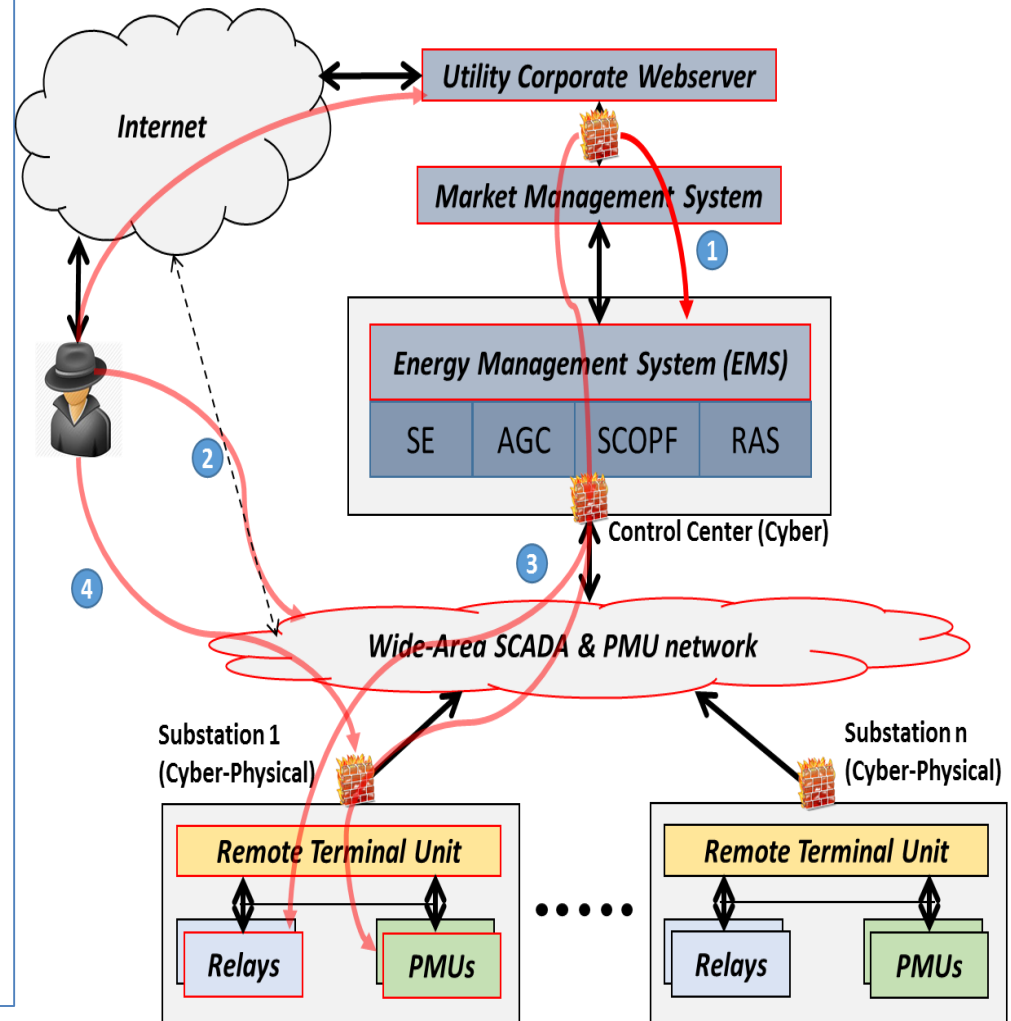 Utility Corporate Webserver
Internet
Market Management System
1
Energy Management System (EMS)
SE
AGC
SCOPF
RAS
2
Control Center (Cyber)
3
4
Wide-Area SCADA & PMU network
Substation 1
(Cyber-Physical)
Substation n
(Cyber-Physical)
Remote Terminal Unit
Remote Terminal Unit
Relays
PMUs
Relays
PMUs